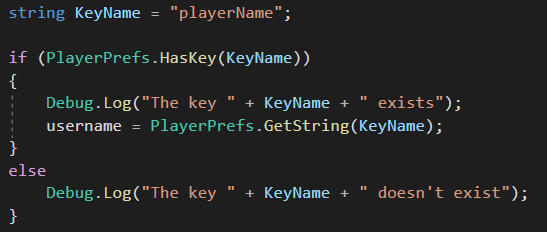 string KeyName = "playerName";
if (PlayerPrefs.HasKey(KeyName))
{
Debug.Log("The key " + KeyName + " exists");
username = PlayerPrefs.GetString(KeyName);
}
else
Debug.Log("The key " + KeyName + " doesn't exist");
}